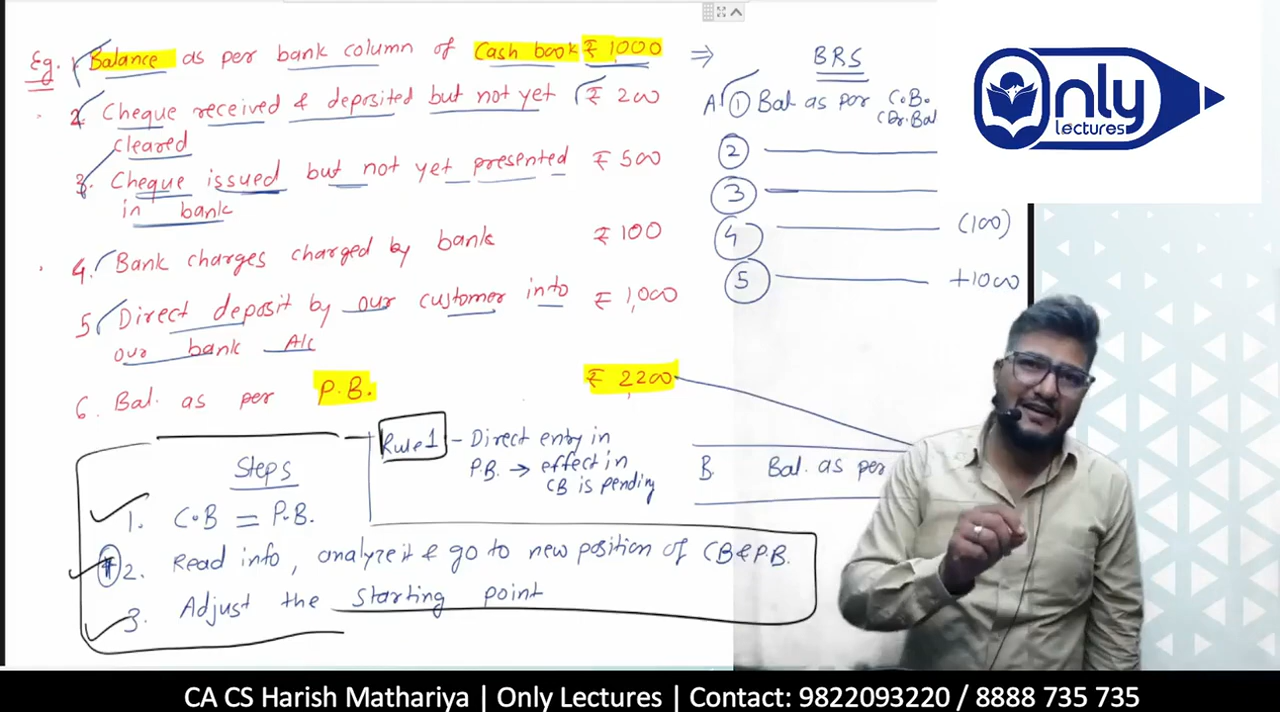 Eg. 1. Balance as per bank column of Cash book ₹ 1,000 ⇒
2. Cheque received & deposited but not yet ₹ 200
cleared
3. Cheque issued but not yet presented ₹ 500
in bank
4. Bank charges charged by bank ₹ 100
5. Direct deposit by our customer into ₹ 1,000
our bank A/c
6. Bal. as per P.B. ₹ 2200
BRS
A ① Bal as per C.B.
(Dr. Bal
②
③
④ (100)
⑤ +1000
B Bal. as per
Rule 1 - Direct entry in
P.B. → effect in
CB is pending
Steps
1. C.B = P.B.
2. Read info, analyze it & go to new position of CB & P.B.
3. Adjust the starting point
Only
lectures
CA CS Harish Mathariya | Only Lectures | Contact: 9822093220 / 8888 735 735